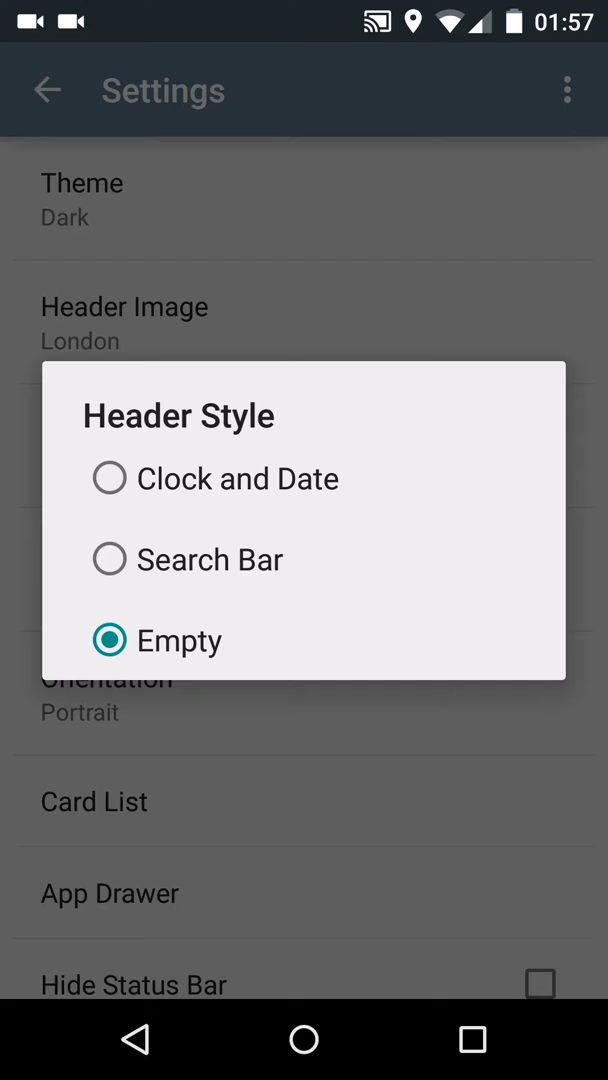 01:57
Settings
Theme
Dark
Header Image
London
Header Style
Clock and Date
Search Bar
Empty
Orientation
Portrait
Card List
App Drawer
Hide Status Bar